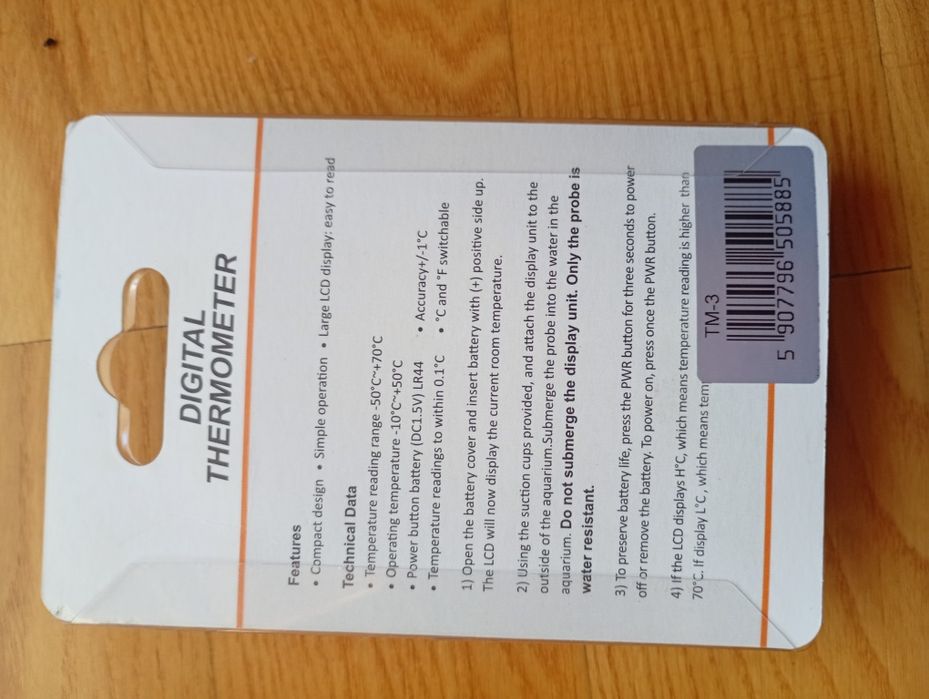 DIGITAL
THERMOMETER
Features
• Compact design • Simple operation • Large LCD display; easy to read
Technical Data
• Temperature reading range -50°C~+70°C
• Operating temperature -10°C~+50°C
• Power button battery (DC1.5V) LR44 • Accuracy+/-1°C
• Temperature readings to within 0.1°C • °C and °F switchable
1) Open the battery cover and insert battery with (+) positive side up.
The LCD will now display the current room temperature.
2) Using the suction cups provided, and attach the display unit to the
outside of the aquarium.Submerge the probe into the water in the
aquarium. Do not submerge the display unit. Only the probe is
water resistant.
3) To preserve battery life, press the PWR button for three seconds to power
off or remove the battery. To power on, press once the PWR button.
4) If the LCD displays H°C, which means temperature reading is higher than
70°C. If display L°C, which means
TM-3
5 907796 505885